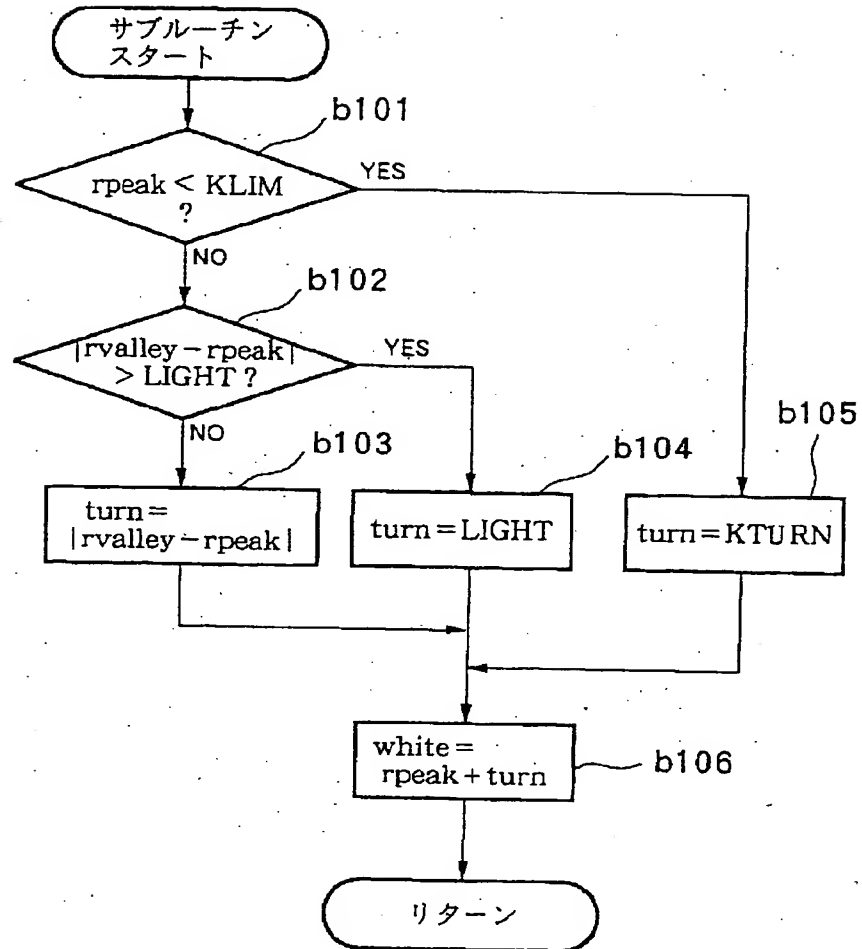 サブルーチン
スタート
b101
rpeak < KLIM
?
YES
NO
b102
|rvalley-rpeak|
> LIGHT ?
YES
NO
b103
turn=
|rvalley-rpeak|
b104
turn=LIGHT
b105
turn=KTURN
white=
rpeak+turn
b106
リターン